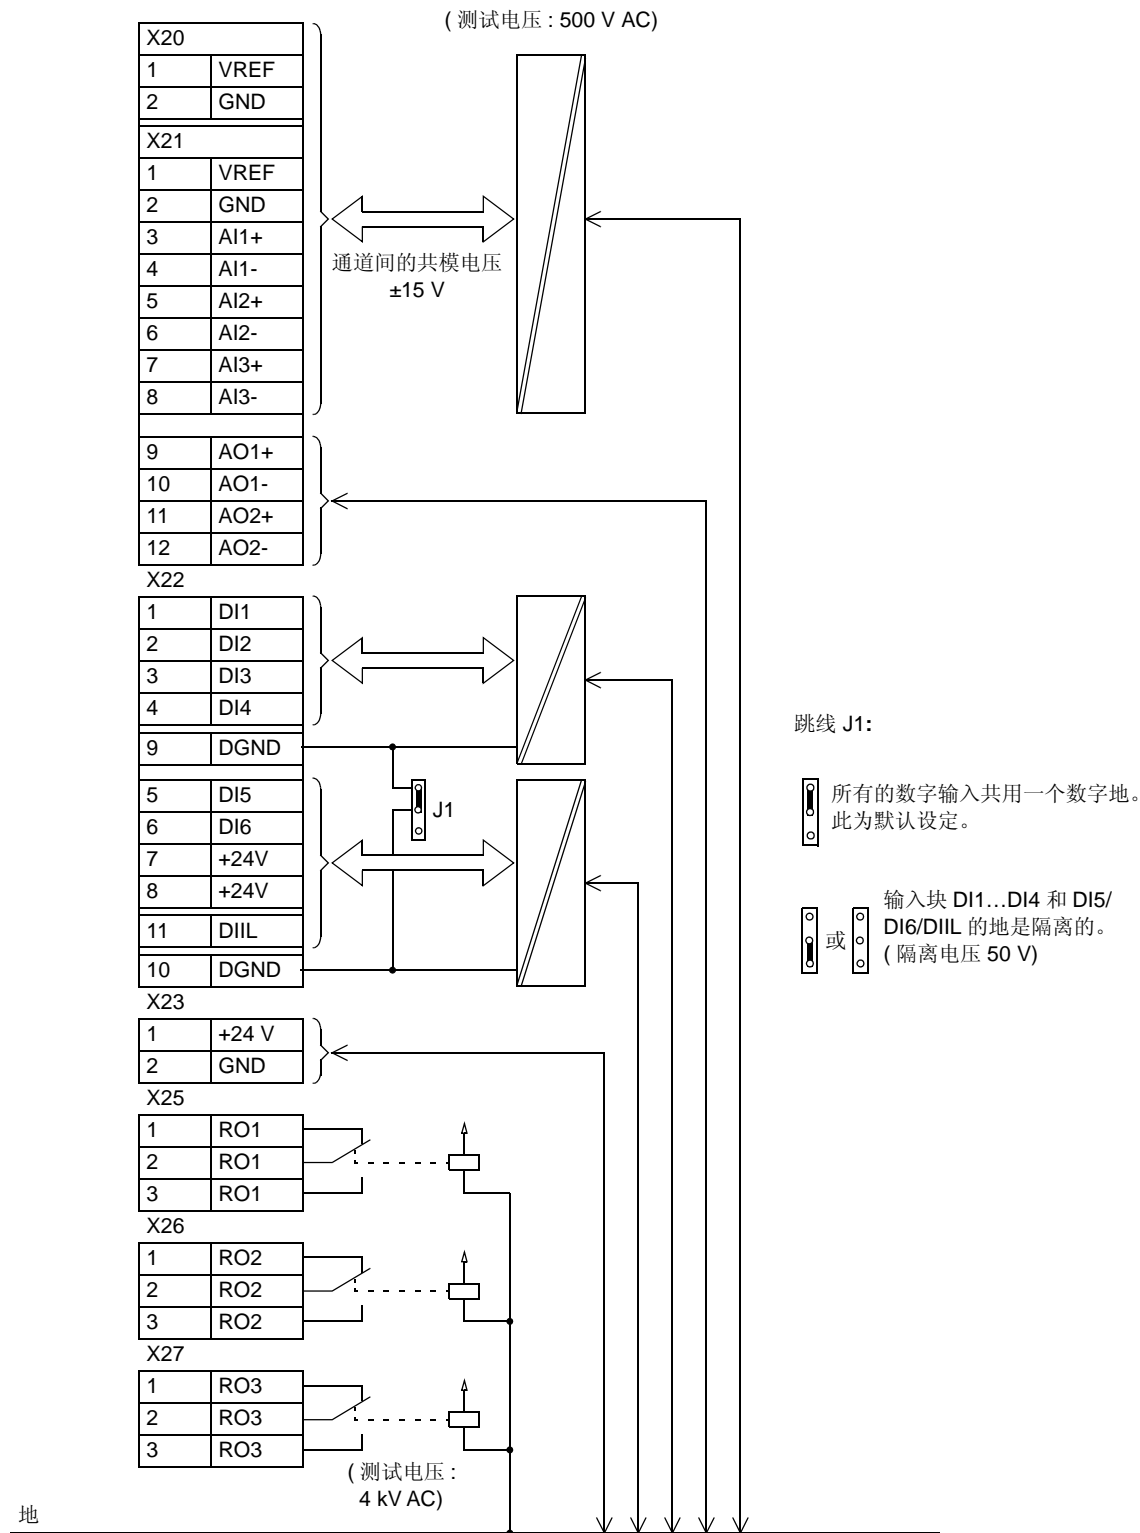 ( 测试电压 : 500 V AC)
X20
1 VREF
2 GND
X21
1 VREF
2 GND
3 AI1+
4 AI1-
5 AI2+
6 AI2-
7 AI3+
8 AI3-
通道间的共模电压
±15 V
9 AO1+
10 AO1-
11 AO2+
12 AO2-
X22
1 DI1
2 DI2
3 DI3
4 DI4
9 DGND
5 DI5
6 DI6
7 +24V
8 +24V
11 DIIL
10 DGND
J1
跳线 J1:
所有的数字输入共用一个数字地。
此为默认设定。
或
输入块 DI1…DI4 和 DI5/
DI6/DIIL 的地是隔离的。
( 隔离电压 50 V)
X23
1 +24 V
2 GND
X25
1 RO1
2 RO1
3 RO1
X26
1 RO2
2 RO2
3 RO2
X27
1 RO3
2 RO3
3 RO3
( 测试电压 :
4 kV AC)
地